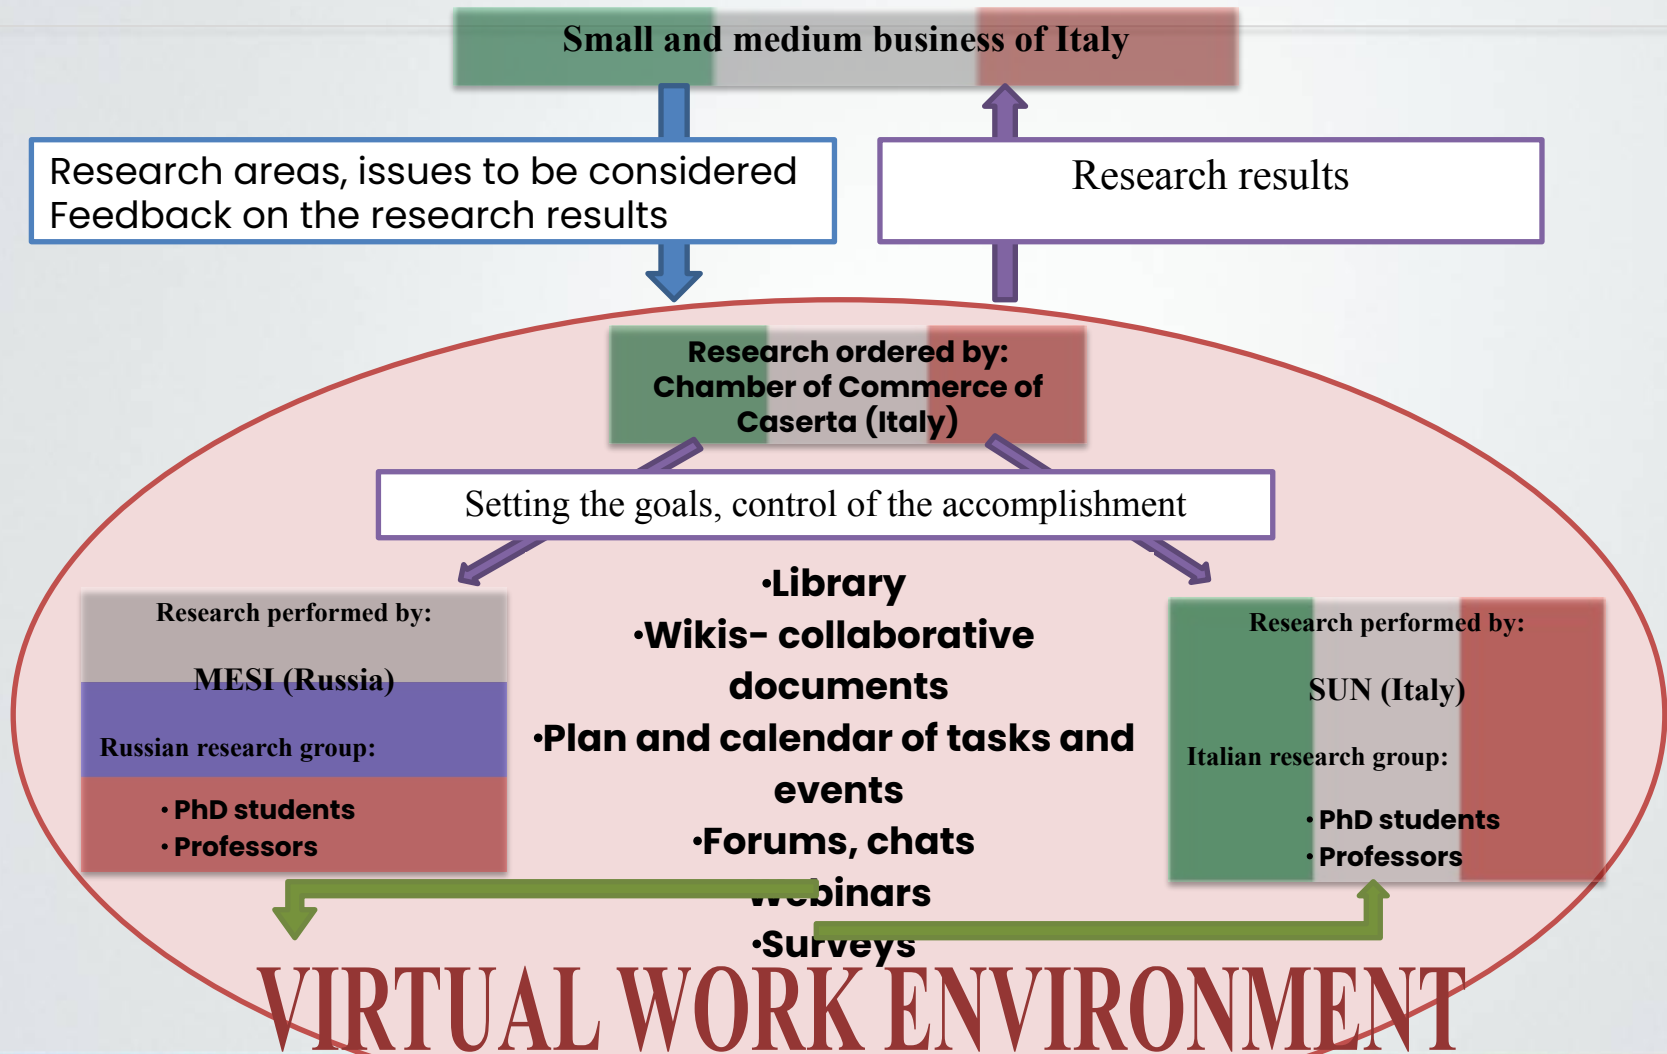 Small and medium business of Italy
Research areas, issues to be considered
Feedback on the research results
Research results
Research ordered by:
Chamber of Commerce of
Caserta (Italy)
Setting the goals, control of the accomplishment
Research performed by:
MESI (Russia)
Russian research group:
• PhD students
• Professors
•Library
•Wikis- collaborative
documents
•Plan and calendar of tasks and
events
•Forums, chats
webinars
•Surveys
Research performed by:
SUN (Italy)
Italian research group:
• PhD students
• Professors
VIRTUAL WORK ENVIRONMENT